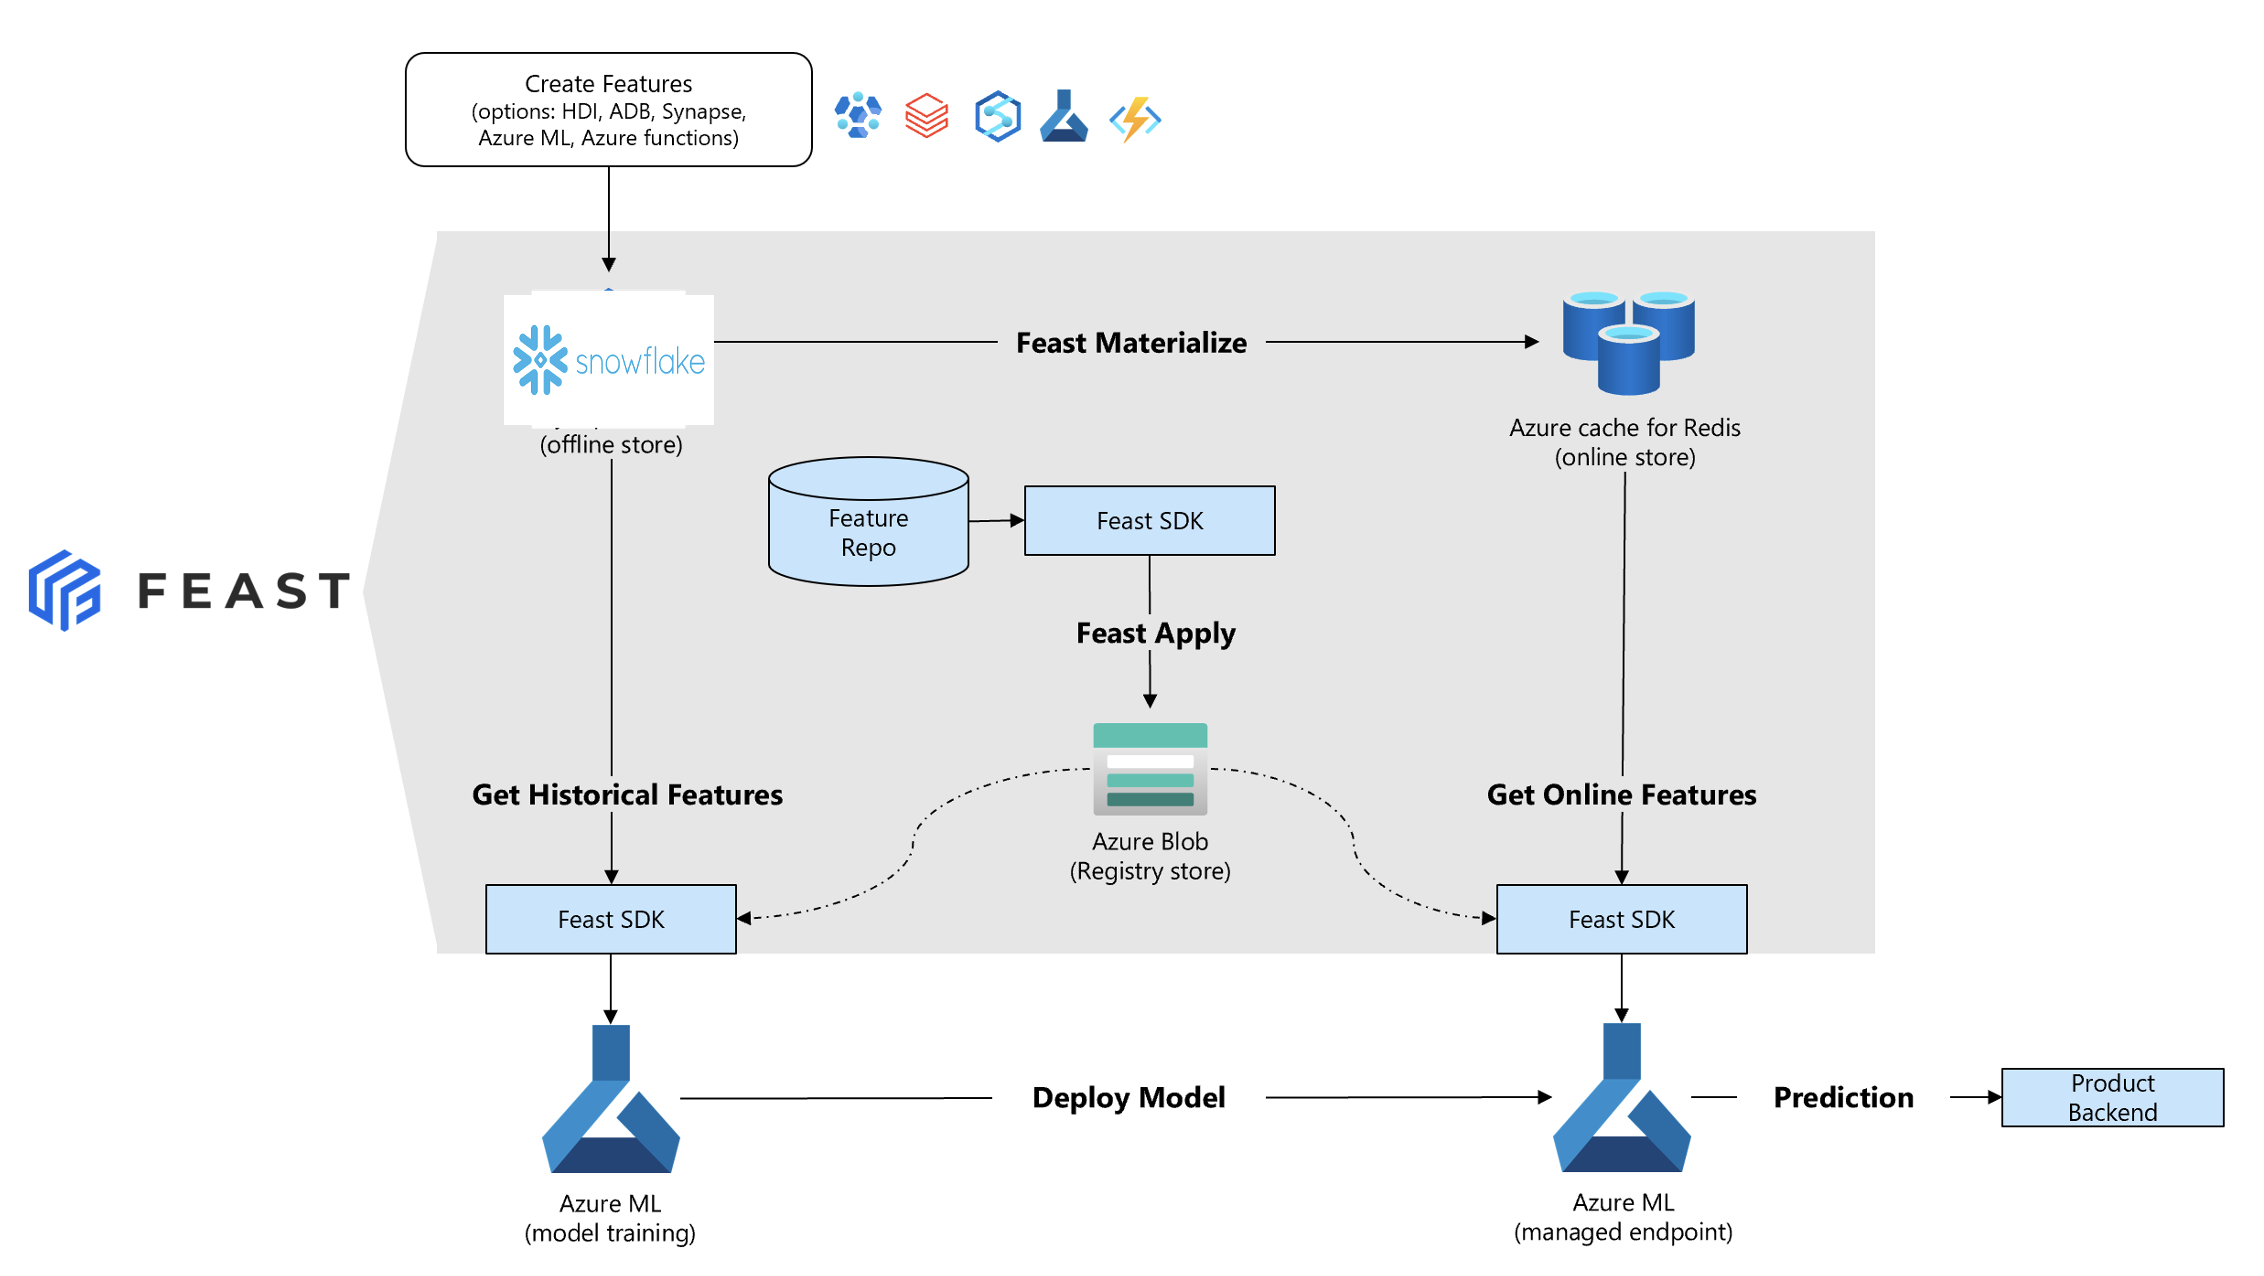 Create Features
(options: HDI, ADB, Synapse,
Azure ML, Azure functions)
snowflake
(offline store)
Feast Materialize
Azure cache for Redis
(online store)
Feature
Repo
Feast SDK
FEAST
Feast Apply
Get Historical Features
Get Online Features
Azure Blob
(Registry store)
Feast SDK
Feast SDK
Deploy Model
Prediction
Product
Backend
Azure ML
(model training)
Azure ML
(managed endpoint)